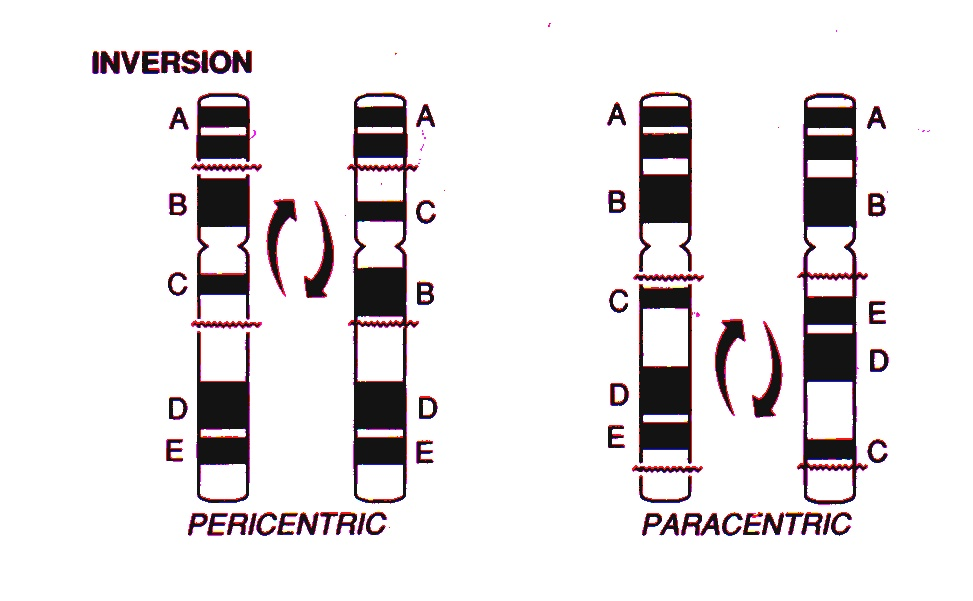 INVERSION
A A A A
B C B B
C B C E
D D D D
E E E C
PERICENTRIC PARACENTRIC